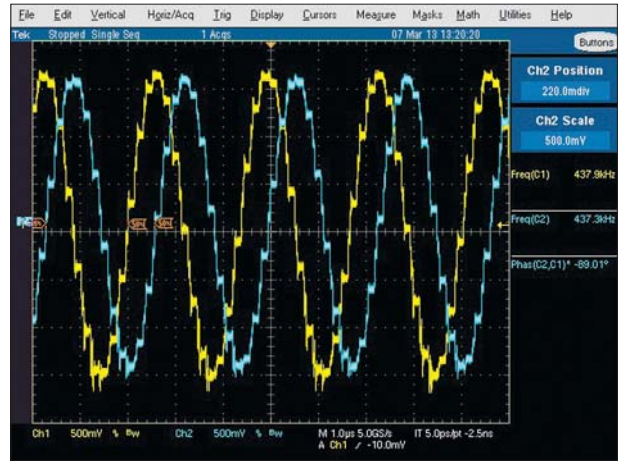 File Edit Vertical Horiz/Acq Trig Display Cursors Measure Masks Math Utilities Help
Tek Stopped Single Seq 1 Acqs 07 Mar 13 13:20:20
Buttons
Ch2 Position
220.0mdiv
Ch2 Scale
500.0mV
Freq(C1) 437.9kHz
Freq(C2) 437.3kHz
Phas(C2,C1)* -89.01°
Ch1 500mV Bw Ch2 500mV Bw M 1.0µs 5.0GS/s IT 5.0ps/pt -2.5ns
A Ch1 -10.0mV